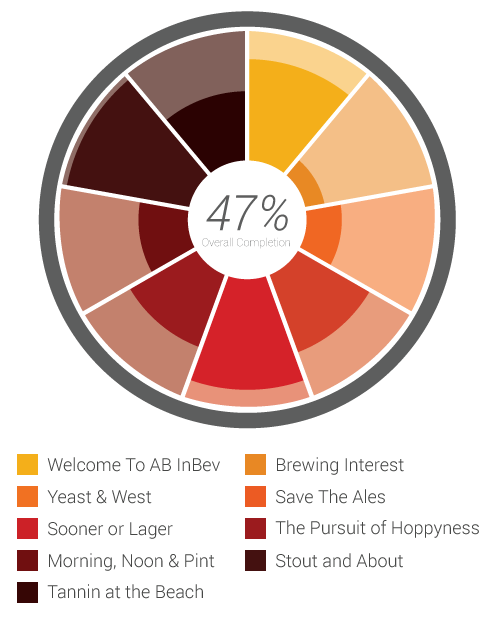 47%
Overall Completion
Welcome To AB InBev
Brewing Interest
Yeast & West
Save The Ales
Sooner or Lager
The Pursuit of Hoppyness
Morning, Noon & Pint
Stout and About
Tannin at the Beach